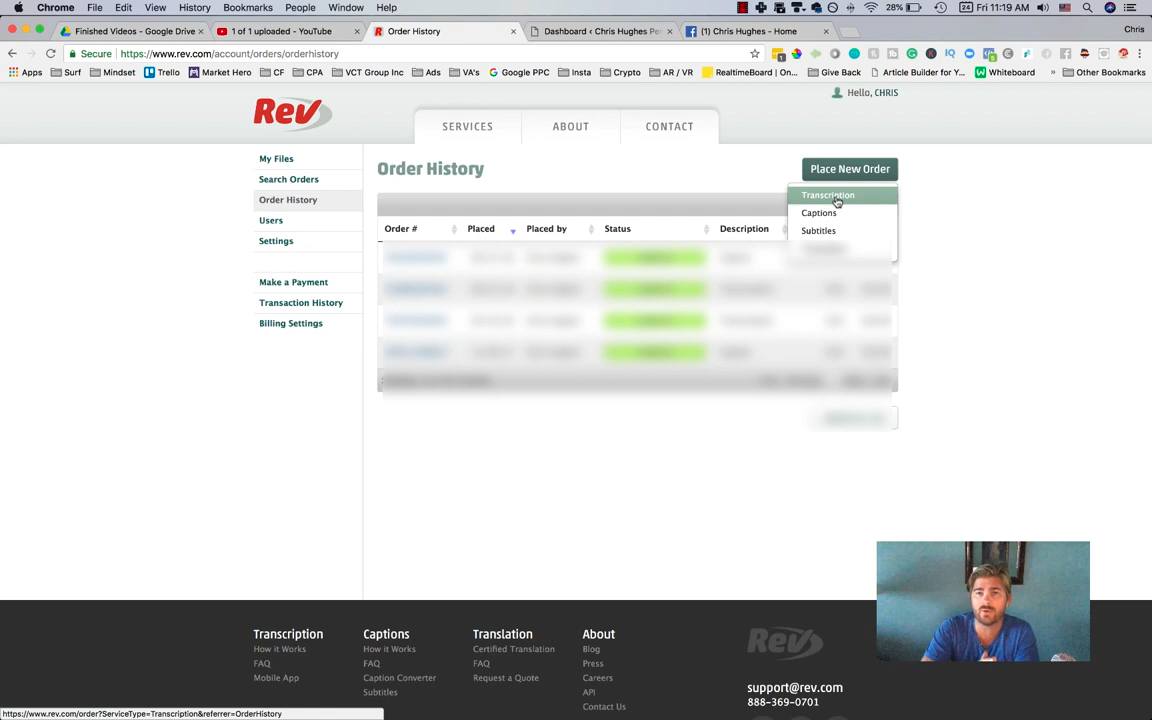 Chrome File Edit View History Bookmarks People Window Help 28% 24 Fri 11:19 AM
Finished Videos - Google Drive 1 of 1 uploaded - YouTube Order History Dashboard ‹ Chris Hughes Per (1) Chris Hughes - Home Chris
Secure https://www.rev.com/account/orders/orderhistory
Apps Surf Mindset Trello Market Hero CF CPA VCT Group Inc Ads VA's Google PPC Insta Crypto AR / VR RealtimeBoard | On... Give Back Article Builder for Y... Whiteboard » Other Bookmarks
Hello, CHRIS
Rev
SERVICES ABOUT CONTACT
My Files
Search Orders
Order History
Users
Settings
Make a Payment
Transaction History
Billing Settings
Order History
Place New Order
Transcription
Captions
Subtitles
Order # Placed Placed by Status Description
Transcription
How it Works
FAQ
Mobile App
Captions
How it Works
FAQ
Caption Converter
Subtitles
Translation
Certified Translation
FAQ
Request a Quote
About
Blog
Press
Careers
API
Contact Us
Rev
support@rev.com
888-369-0701
https://www.rev.com/order?ServiceType=Transcription&referrer=OrderHistory